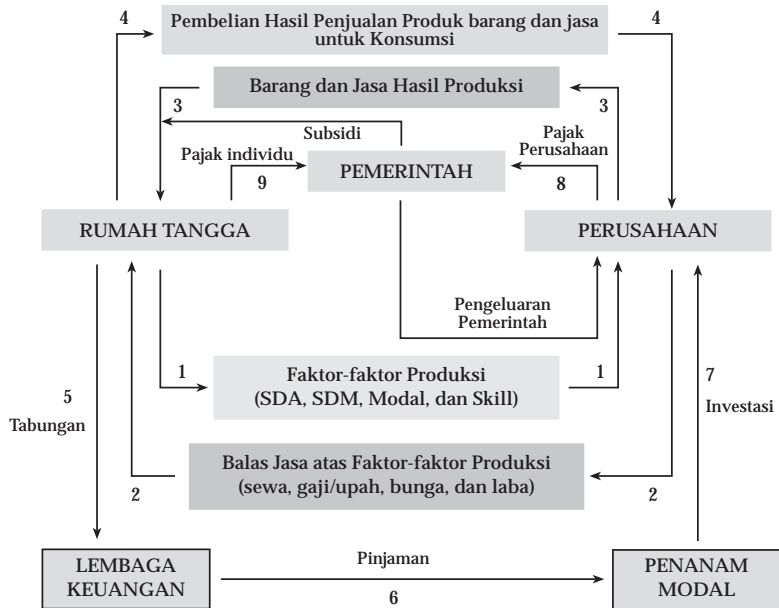 4
Pembelian Hasil Penjualan Produk barang dan jasa
untuk Konsumsi
4
Barang dan Jasa Hasil Produksi
3
3
Subsidi
Pajak
Perusahaan
Pajak individu
PEMERINTAH
9
8
RUMAH TANGGA
PERUSAHAAN
Pengeluaran
Pemerintah
1
Faktor-faktor Produksi
(SDA, SDM, Modal, dan Skill)
1
7
Investasi
5
Tabungan
Balas Jasa atas Faktor-faktor Produksi
(sewa, gaji/upah, bunga, dan laba)
2
2
LEMBAGA
KEUANGAN
Pinjaman
6
PENANAM
MODAL